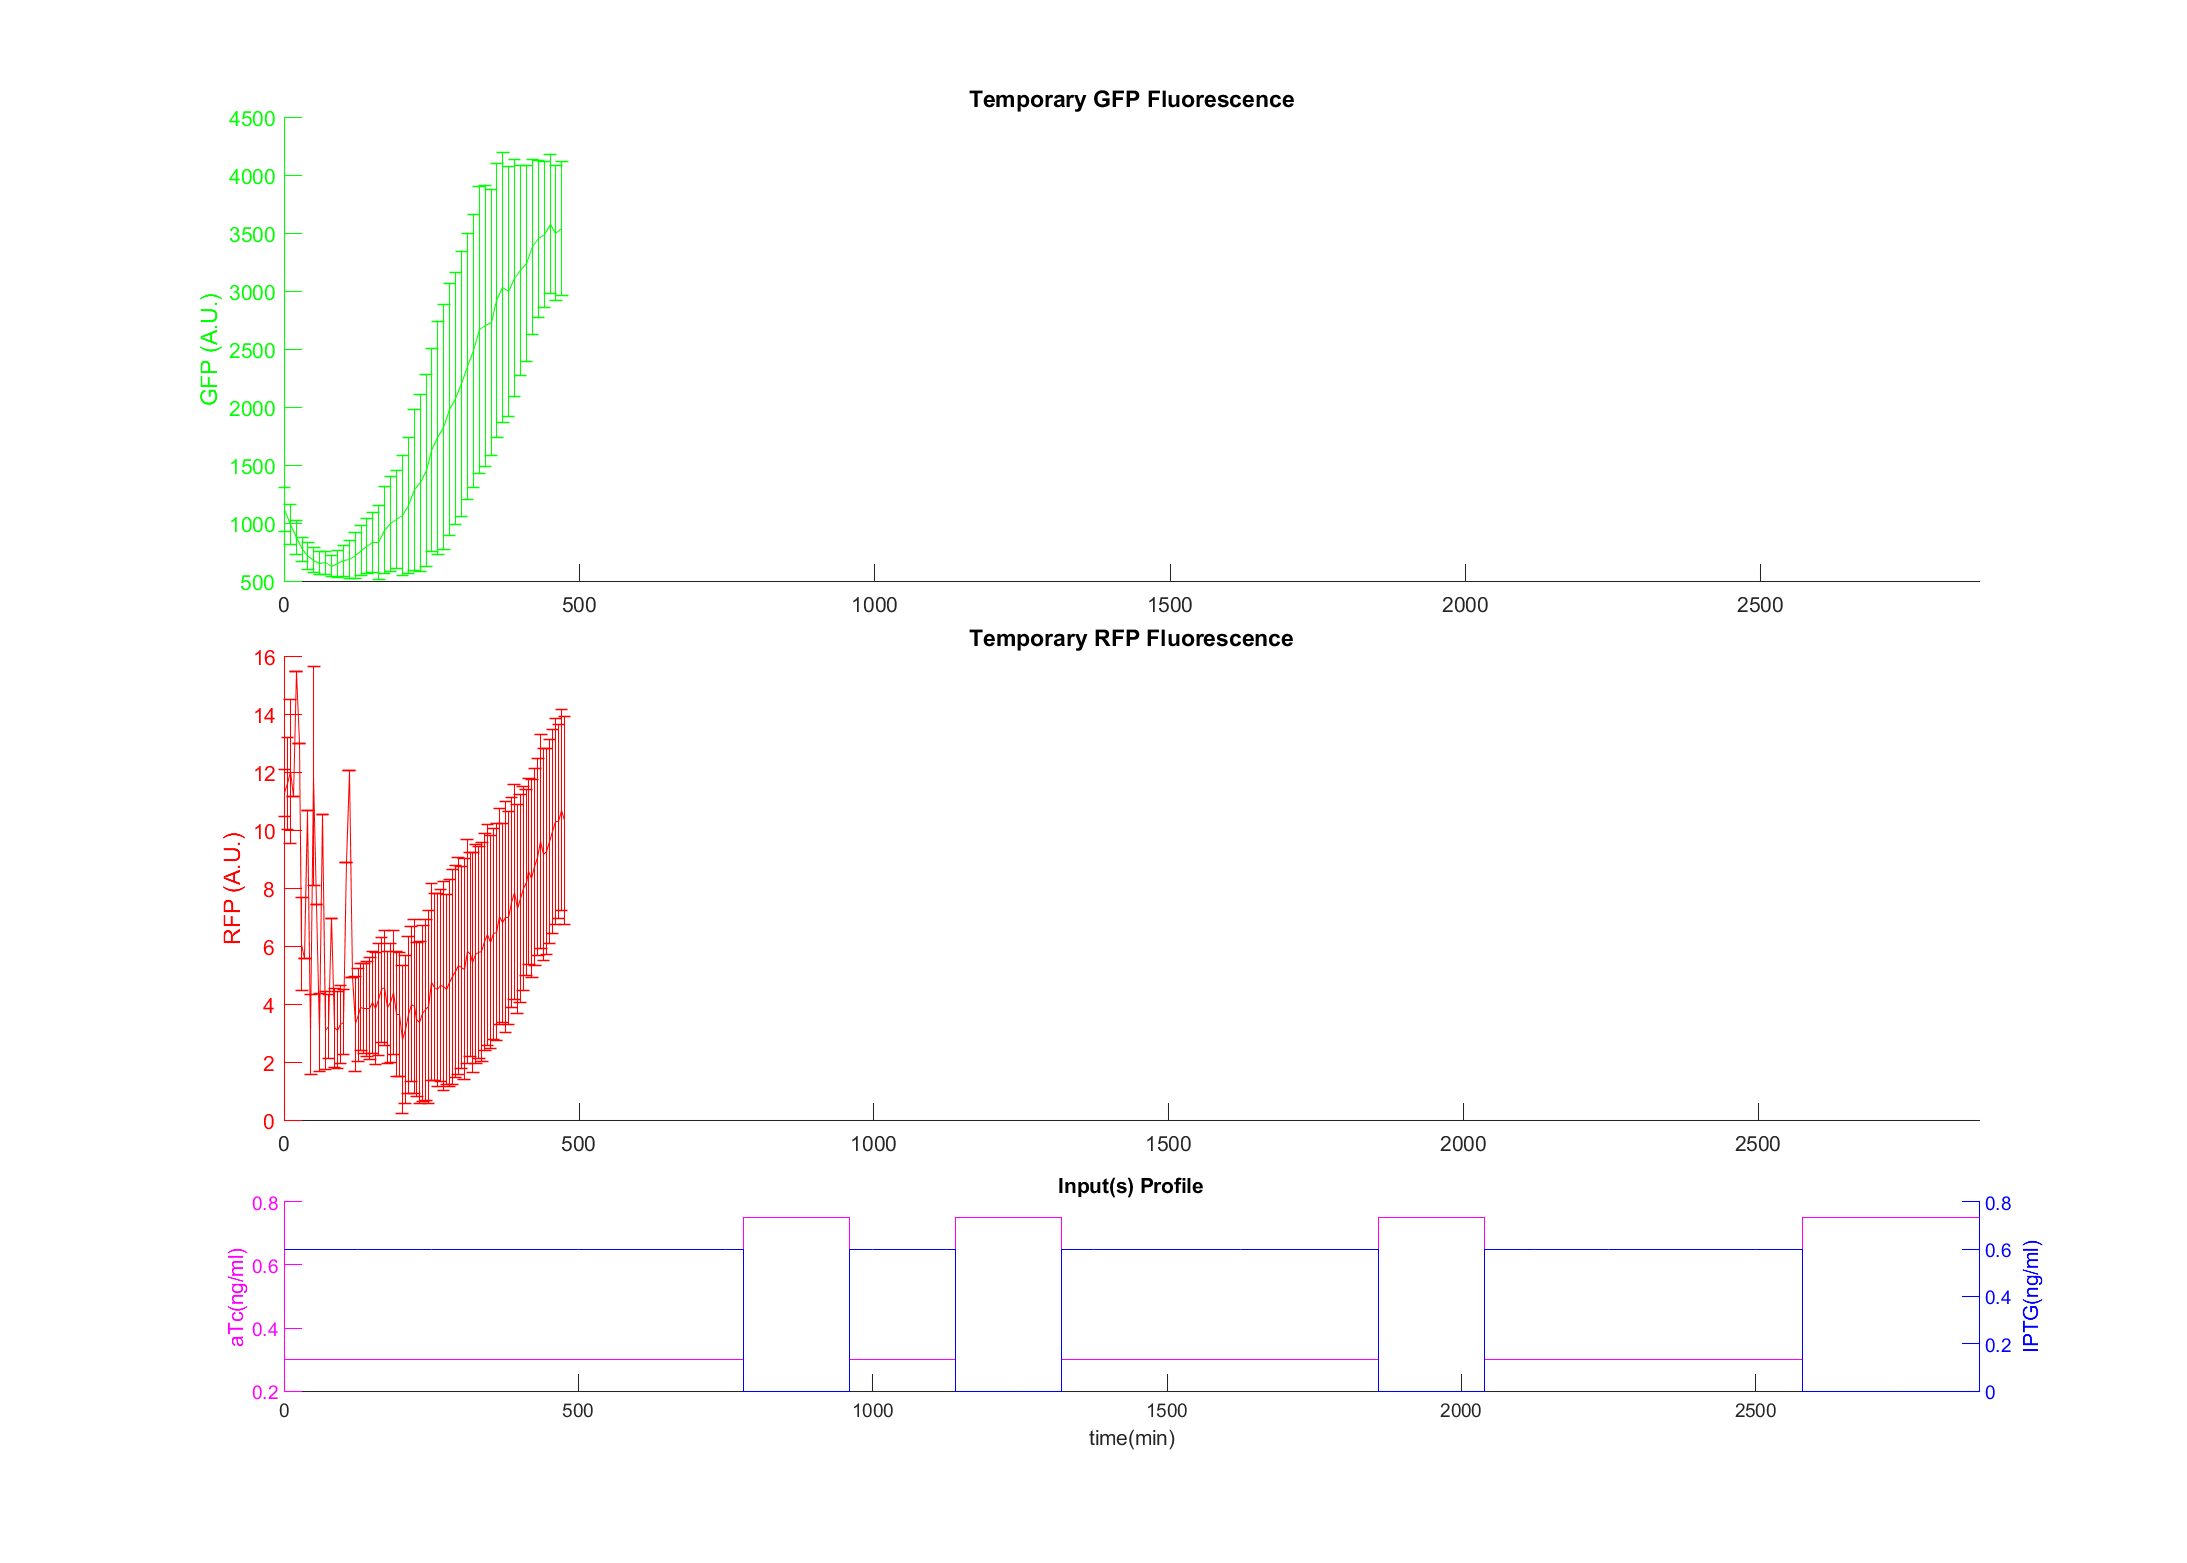 Temporary GFP Fluorescence
GFP (A.U.)
4500
4000
3500
3000
2500
2000
1500
1000
500
0 500 1000 1500 2000 2500
Temporary RFP Fluorescence
RFP (A.U.)
16
14
12
10
8
6
4
2
0
0 500 1000 1500 2000 2500
Input(s) Profile
aTc(ng/ml)
0.8
0.6
0.4
0.2
0.8
0.6
0.4
0.2
0
IPTG(ng/ml)
0 500 1000 1500 2000 2500
time(min)